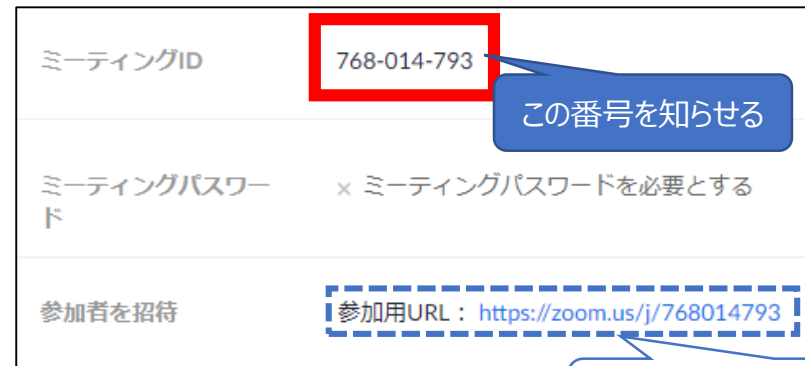 ミーティングID
768-014-793
この番号を知らせる
ミーティングパスワー
ド
× ミーティングパスワードを必要とする
参加者を招待
参加用URL： https://zoom.us/j/768014793